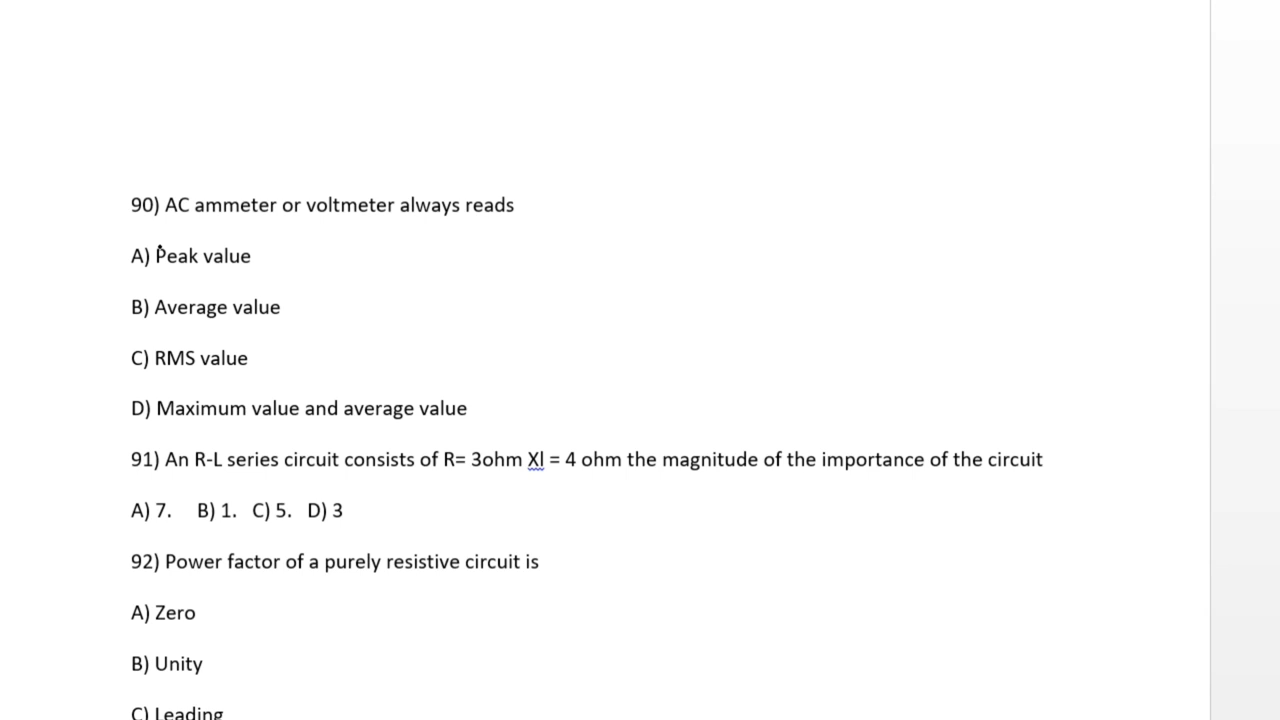 90) AC ammeter or voltmeter always reads
A) Peak value
B) Average value
C) RMS value
D) Maximum value and average value
91) An R-L series circuit consists of R= 3ohm Xl = 4 ohm the magnitude of the importance of the circuit
A) 7. B) 1. C) 5. D) 3
92) Power factor of a purely resistive circuit is
A) Zero
B) Unity
C) Leading